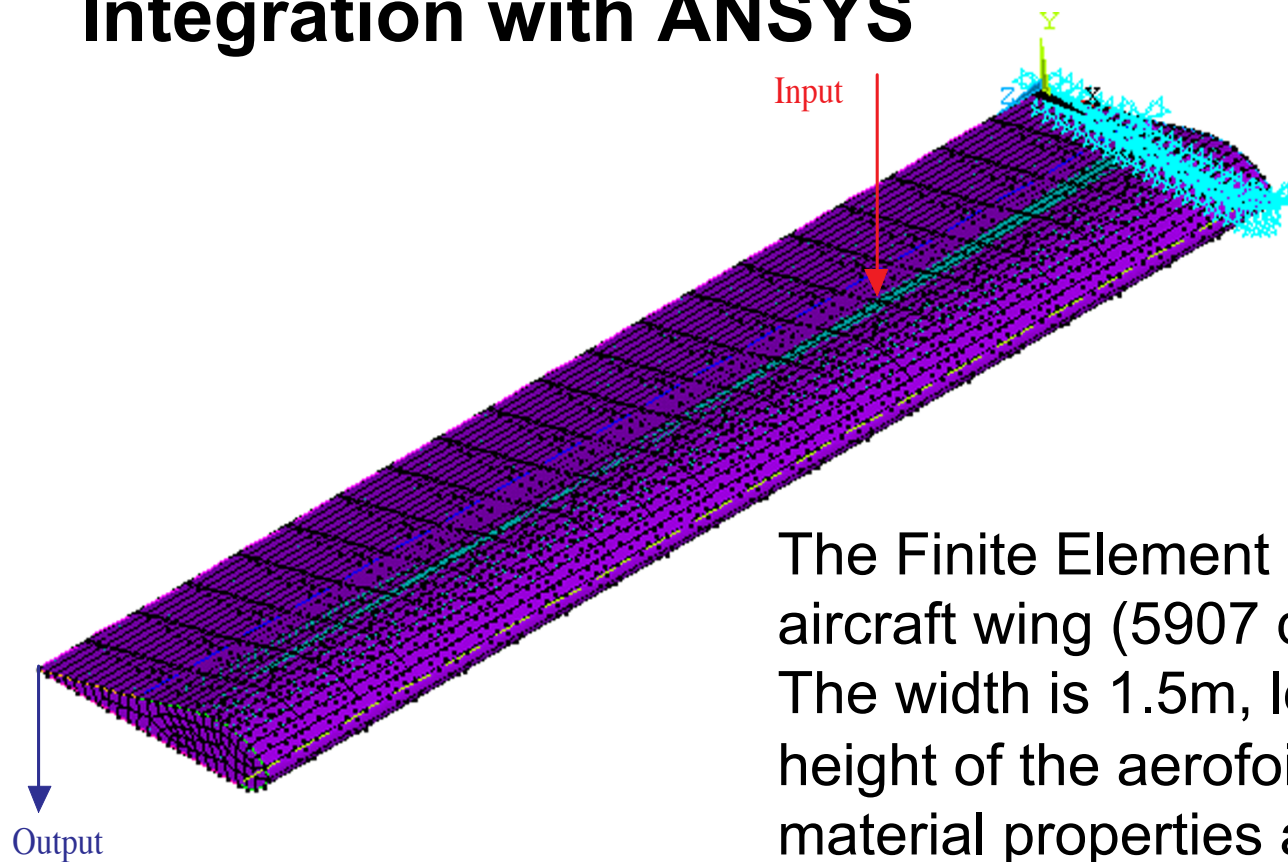 Integration with ANSYS
Y
Input
Z
X
The Finite Element
aircraft wing (5907
The width is 1.5m,
height of the aerofoi
material properties
Output